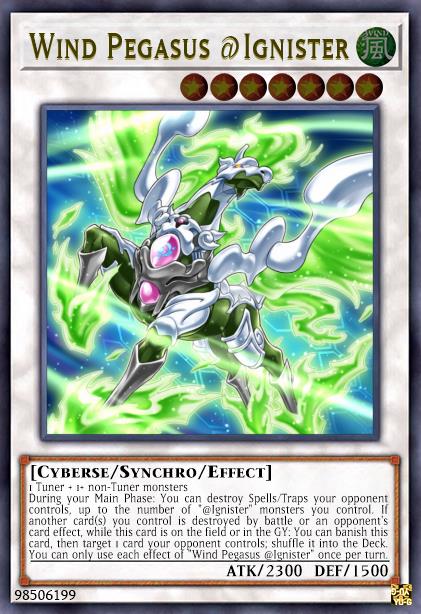 WIND PEGASUS @IGNISTER
WIND
風
[CYBERSE/SYNCHRO/EFFECT]
1 Tuner + 1+ non-Tuner monsters
During your Main Phase: You can destroy Spells/Traps your opponent
controls, up to the number of "@Ignister" monsters you control. If
another card(s) you control is destroyed by battle or an opponent's
card effect, while this card is on the field or in the GY: You can banish
this card, then target 1 card your opponent controls; shuffle it into the Deck.
You can only use each effect of "Wind Pegasus @Ignister" once per turn.
ATK/2300 DEF/1500
98506199